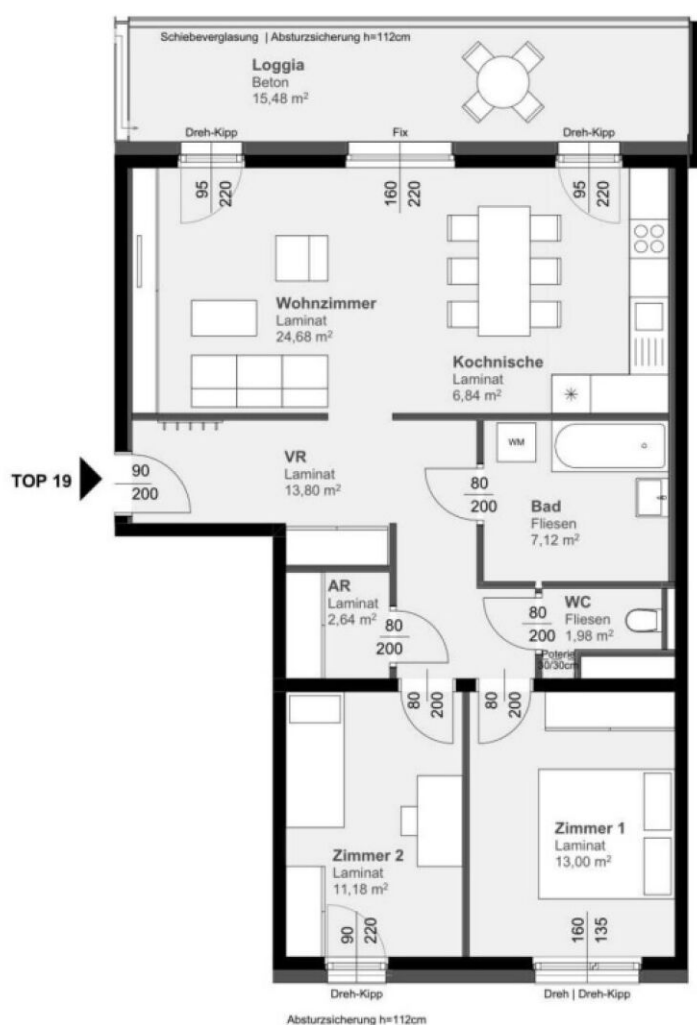 Schiebeverglasung | Absturzsicherung h=112cm
Loggia
Beton
15,48 m²
Dreh-Kipp
Fix
Dreh-Kipp
95
220
160
220
95
220
Wohnzimmer
Laminat
24,68 m²
Kochnische
Laminat
6,84 m²
TOP 19
90
200
VR
Laminat
13,80 m²
WM
80
200
Bad
Fliesen
7,12 m²
AR
Laminat
2,64 m²
80
200
80
200
WC
Fliesen
1,98 m²
Poterie
30/30cm
80
200
80
200
Zimmer 2
Laminat
11,18 m²
Zimmer 1
Laminat
13,00 m²
90
220
160
135
Dreh-Kipp
Dreh | Dreh-Kipp
Absturzsicherung h=112cm